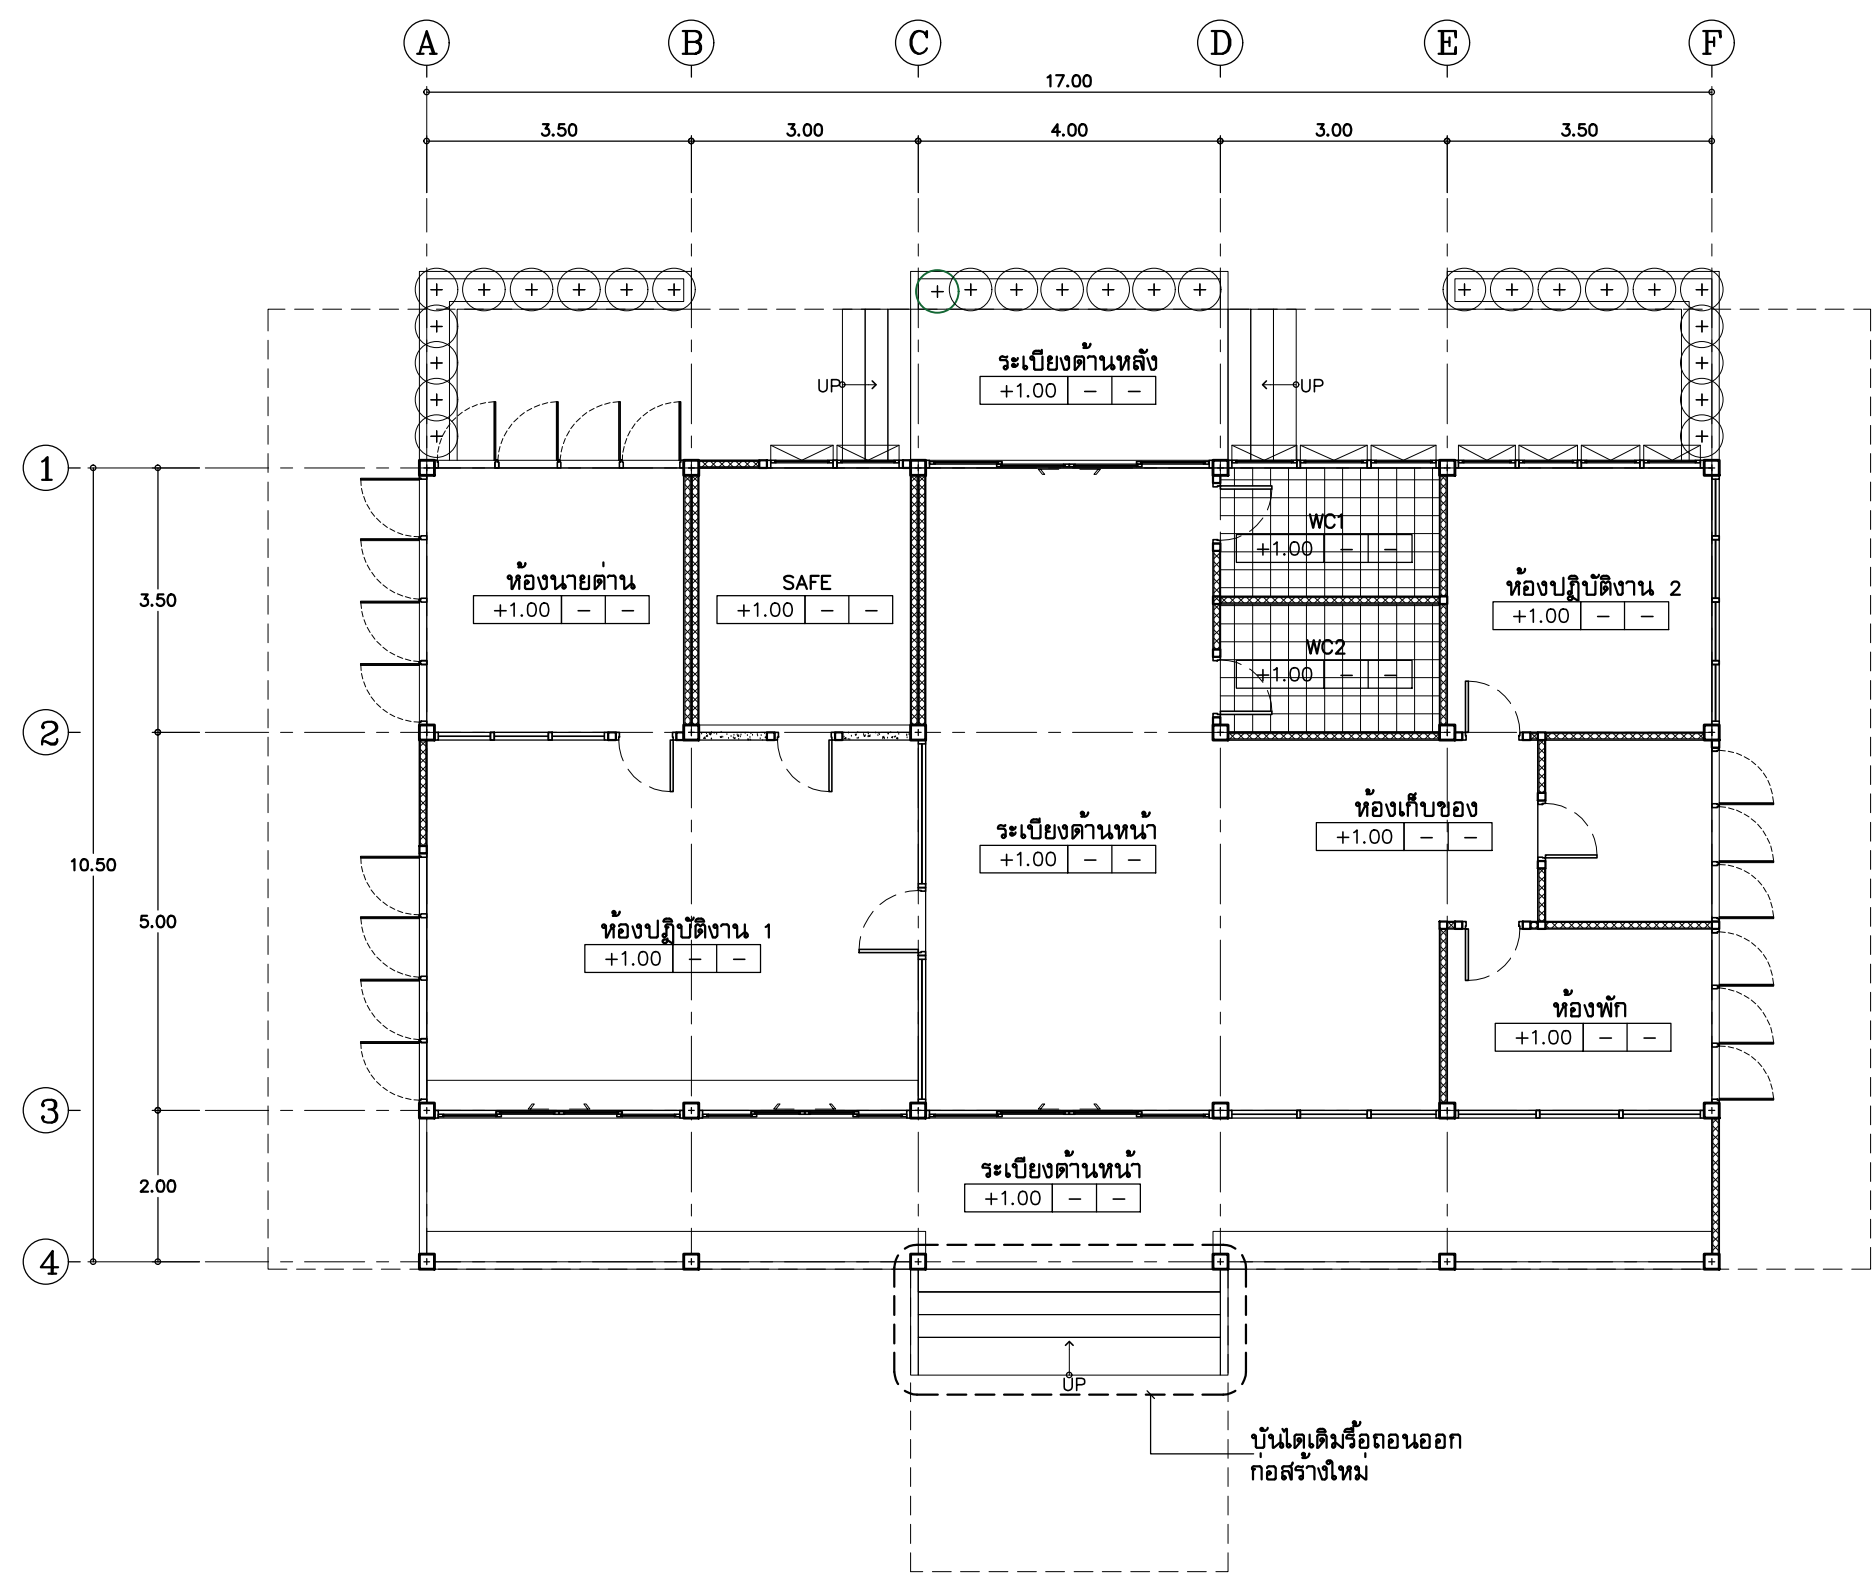 A B C D E F
17.00
3.50 3.00 4.00 3.00 3.50
ระเบียงด้านหลัง
+1.00 - -
UP
UP
1
WC1
+1.00 - -
ห้องนายด่าน
+1.00 - -
SAFE
+1.00 - -
ห้องปฎิบัติงาน 2
+1.00 - -
3.50
WC2
+1.00 - -
2
ห้องเก็บของ
+1.00 - -
ระเบียงด้านหน้า
+1.00 - -
10.50
5.00
ห้องปฎิบัติงาน 1
+1.00 - -
ห้องพัก
+1.00 - -
3
ระเบียงด้านหน้า
+1.00 - -
2.00
4
UP
บันไดเดิมรื้อถอนออก
ก่อสร้างใหม่